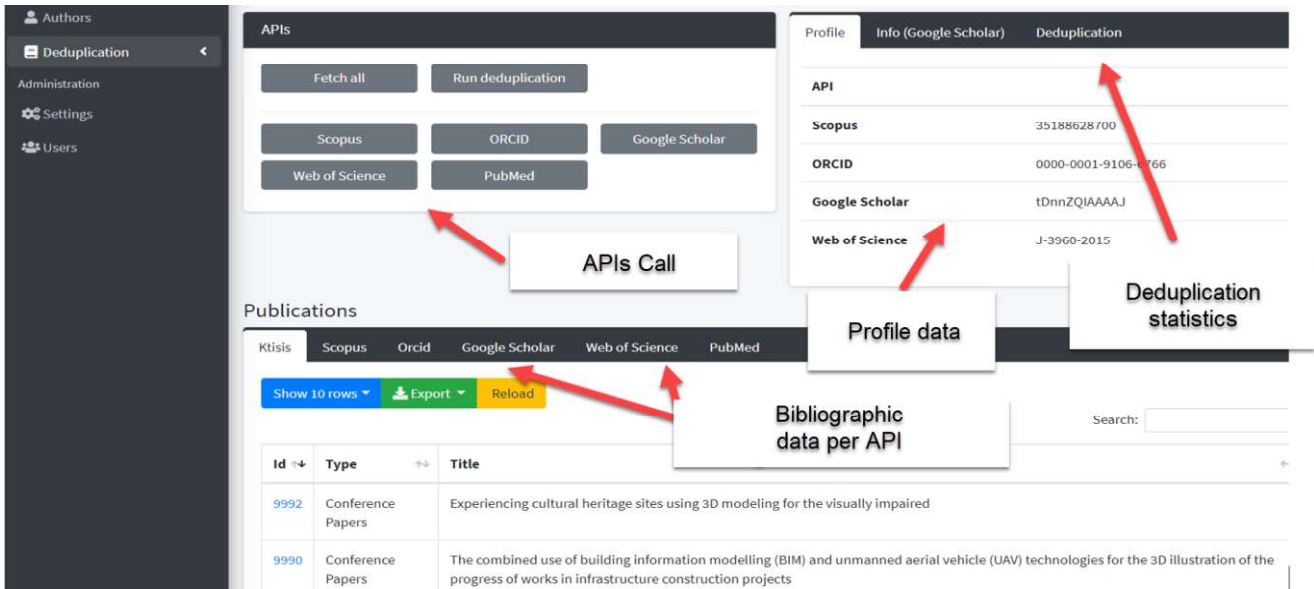 Authors
Deduplication
Administration
Settings
Users
APIs
Fetch all
Run deduplication
Scopus
ORCID
Google Scholar
Web of Science
PubMed
APIs Call
Profile
Info (Google Scholar)
Deduplication
API
Scopus
35188628700
ORCID
0000-0001-9106-
766
Google Scholar
tDnnZQIAAAAJ
Web of Science
J-3960-2015
Profile data
Deduplication
statistics
Publications
Ktisis
Scopus
Orcid
Google Scholar
Web of Science
PubMed
Show 10 rows
Export
Reload
Bibliographic
data per API
Search:
Id
Type
Title
9992
Conference
Papers
Experiencing cultural heritage sites using 3D modeling for the visually impaired
9990
Conference
Papers
The combined use of building information modelling (BIM) and unmanned aerial vehicle (UAV) technologies for the 3D illustration of the
progress of works in infrastructure construction projects